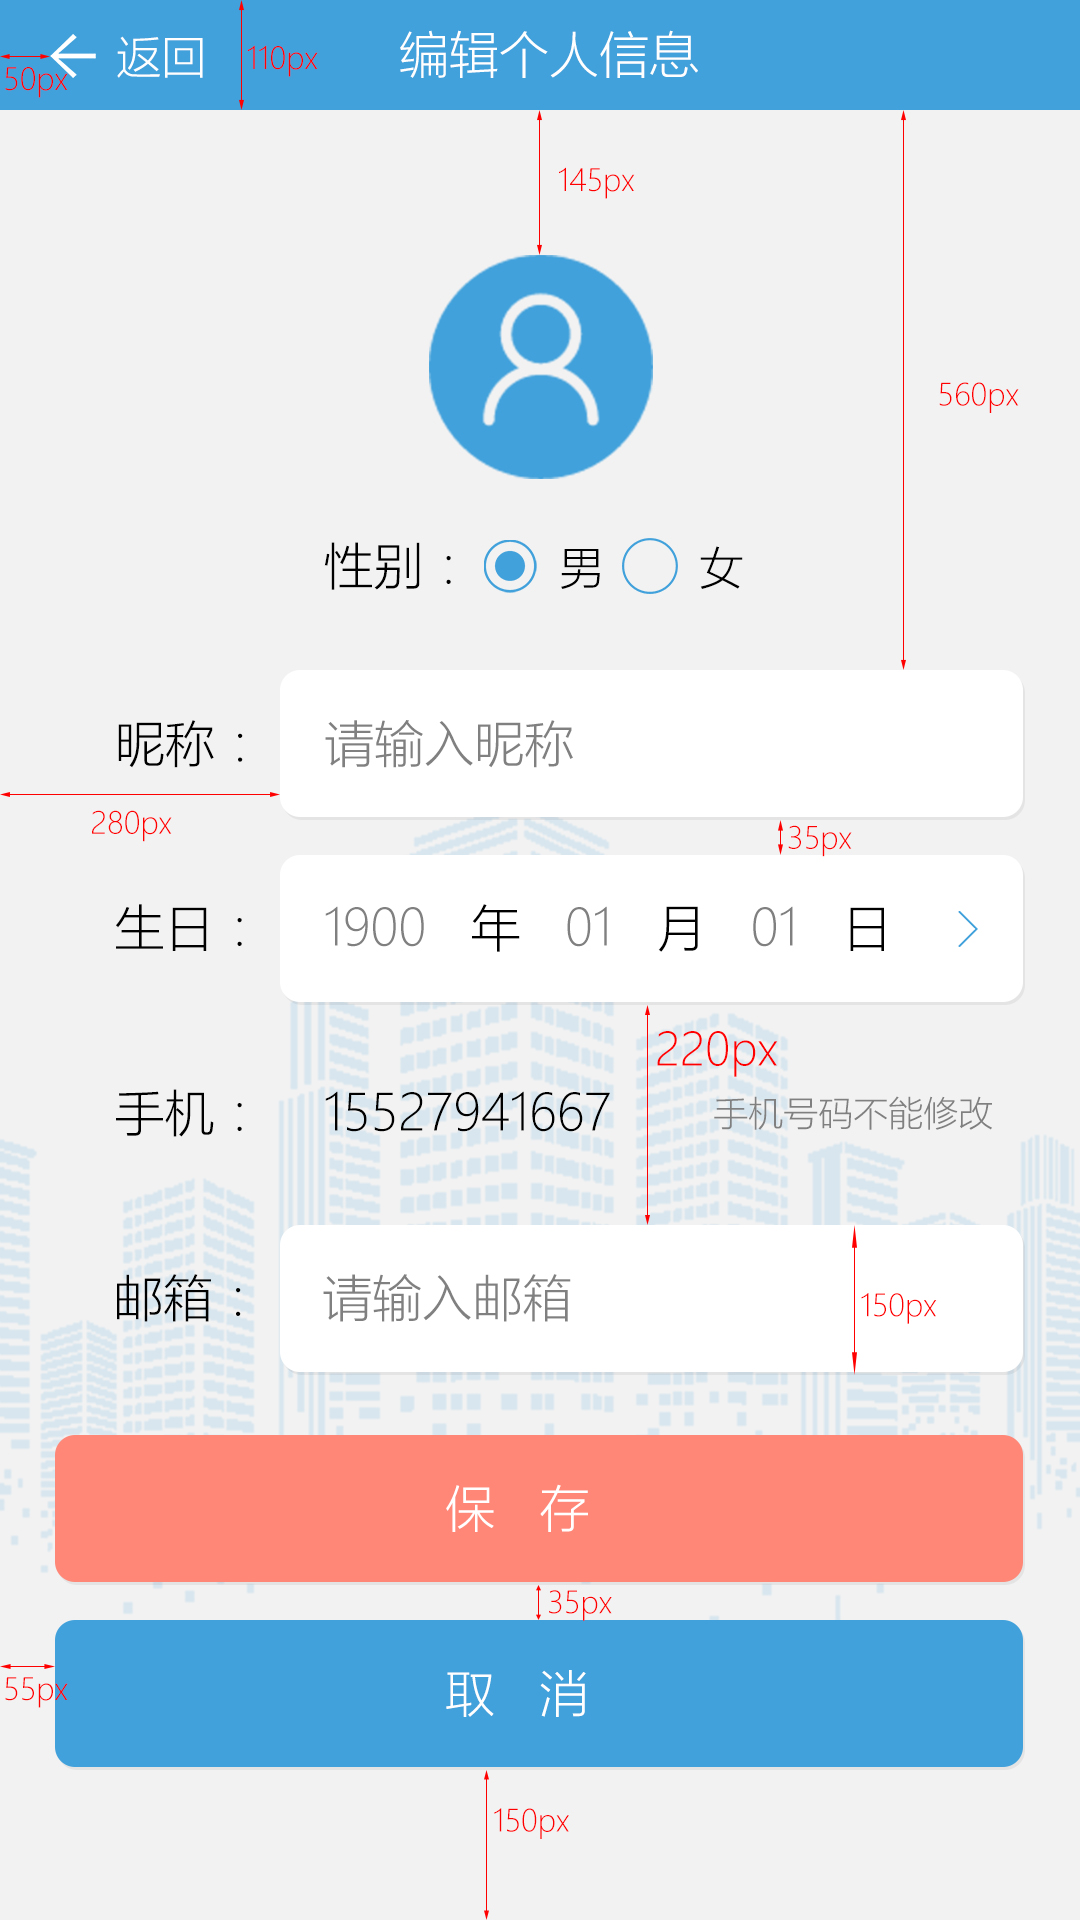 返回 110px 编辑个人信息
50px
145px
560px
性别 : 男 女
昵称 : 请输入昵称
280px
35px
生日 : 1900 年 01 月 01 日
220px
手机 : 15527941667 手机号码不能修改
邮箱 : 请输入邮箱
150px
保 存
35px
取 消
55px
150px